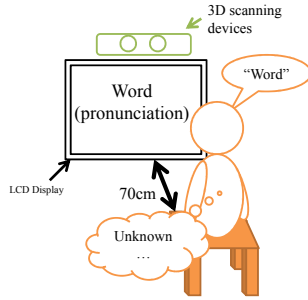 3D scanning
devices
“Word”
Word
(pronunciation)
LCD Display
70cm
Unknown
…